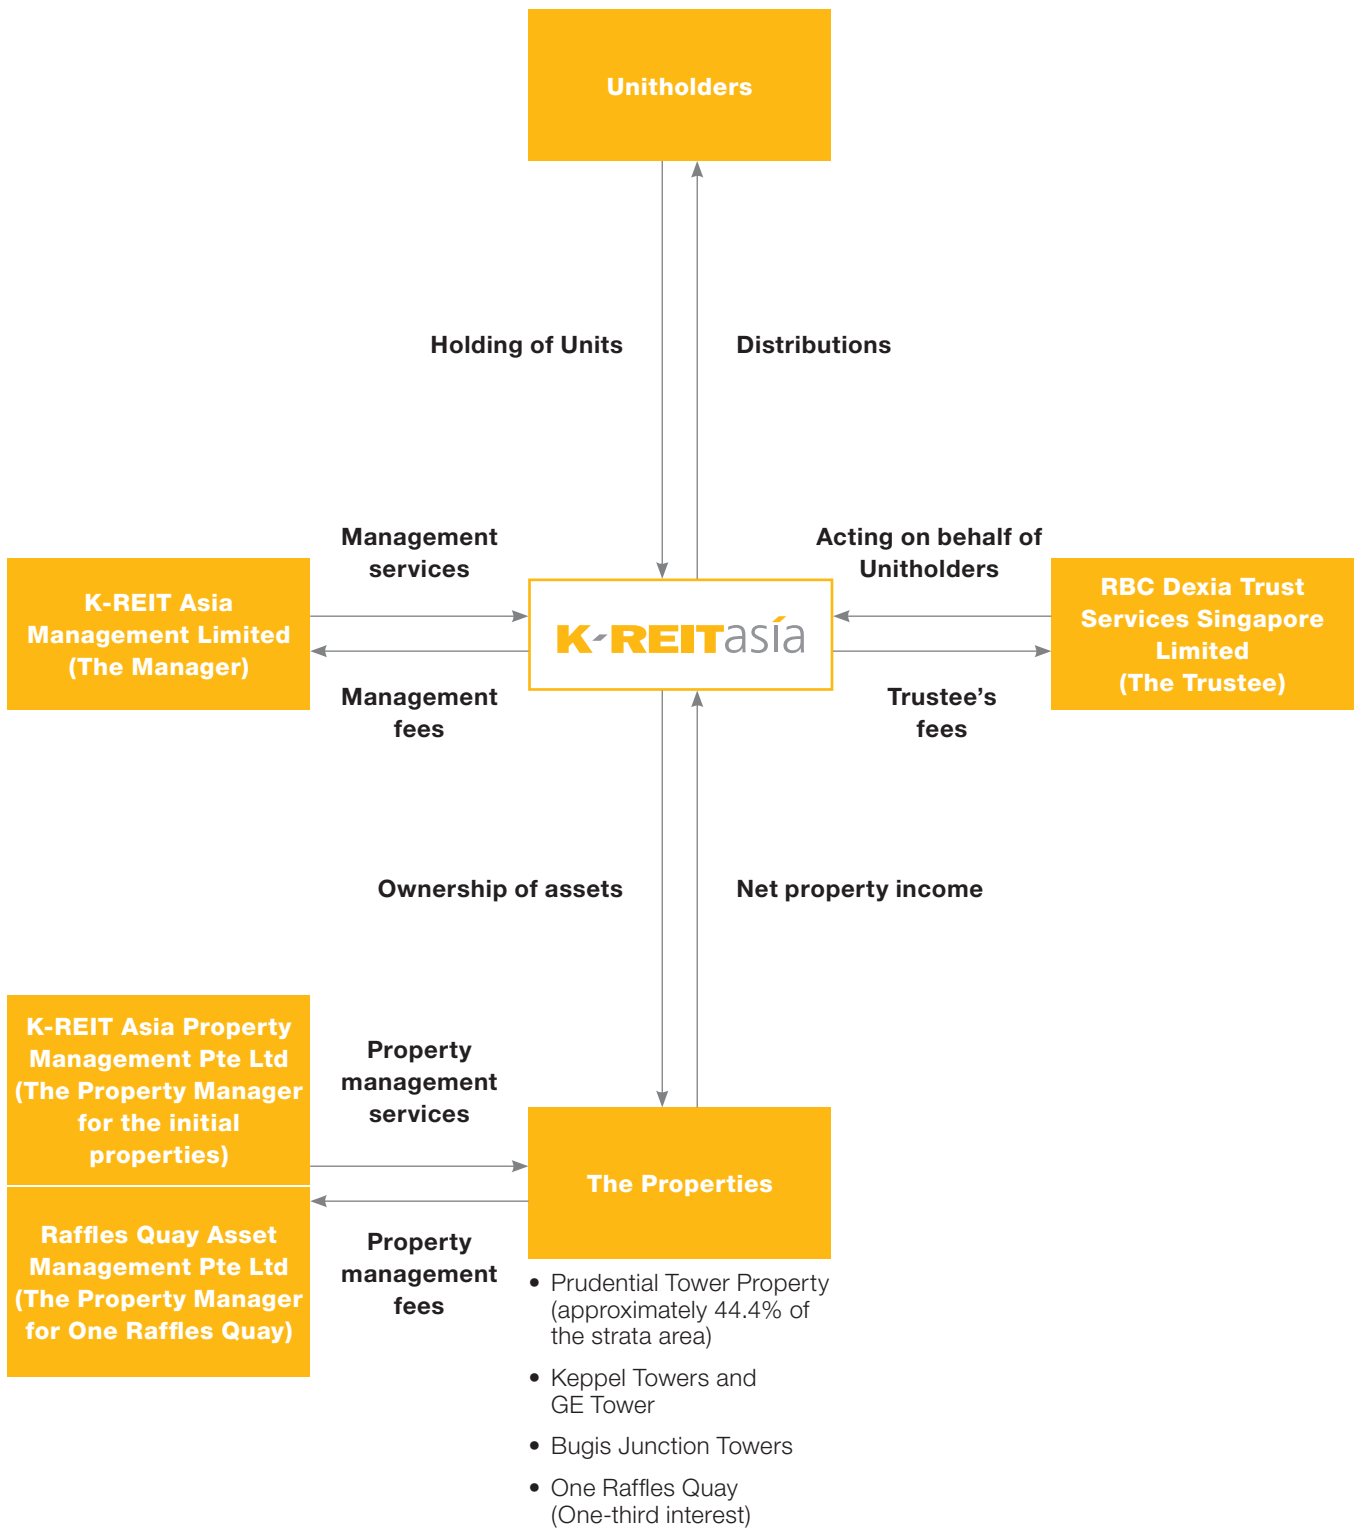 Unitholders
Holding of Units
Distributions
Management
services
Acting on behalf of
Unitholders
K-REIT Asia
Management Limited
(The Manager)
K-REITasia
RBC Dexia Trust
Services Singapore
Limited
(The Trustee)
Management
fees
Trustee’s
fees
Ownership of assets
Net property income
K-REIT Asia Property
Management Pte Ltd
(The Property Manager
for the initial
properties)
Property
management
services
The Properties
Raffles Quay Asset
Management Pte Ltd
(The Property Manager
for One Raffles Quay)
Property
management
fees
• Prudential Tower Property
(approximately 44.4% of
the strata area)
• Keppel Towers and
GE Tower
• Bugis Junction Towers
• One Raffles Quay
(One-third interest)